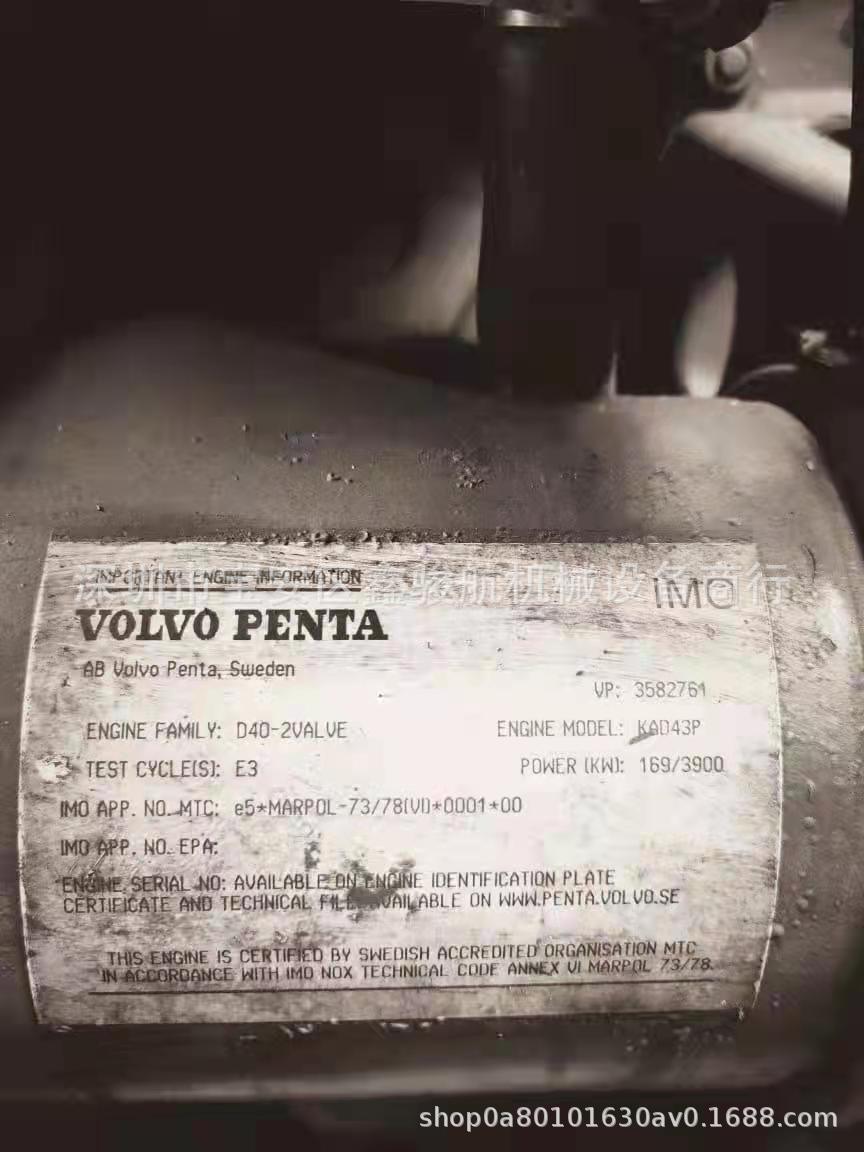 IMPORTANT ENGINE INFORMATION
深圳市宝安区鑫骏航机械设备商行
IMO
VOLVO PENTA
AB Volvo Penta, Sweden
VP: 3582761
ENGINE FAMILY: D40-2VALVE ENGINE MODEL: KAD43P
TEST CYCLE(S): E3 POWER (KW): 169/3900
IMO APP. NO. MTC: e5*MARPOL-73/78(VI)*0001*00
IMO APP. NO. EPA:
ENGINE SERIAL NO: AVAILABLE ON ENGINE IDENTIFICATION PLATE
CERTIFICATE AND TECHNICAL FILE AVAILABLE ON WWW.PENTA.VOLVO.SE
THIS ENGINE IS CERTIFIED BY SWEDISH ACCREDITED ORGANISATION MTC
IN ACCORDANCE WITH IMO NOX TECHNICAL CODE ANNEX VI MARPOL 73/78.
shop0a80101630av0.1688.com